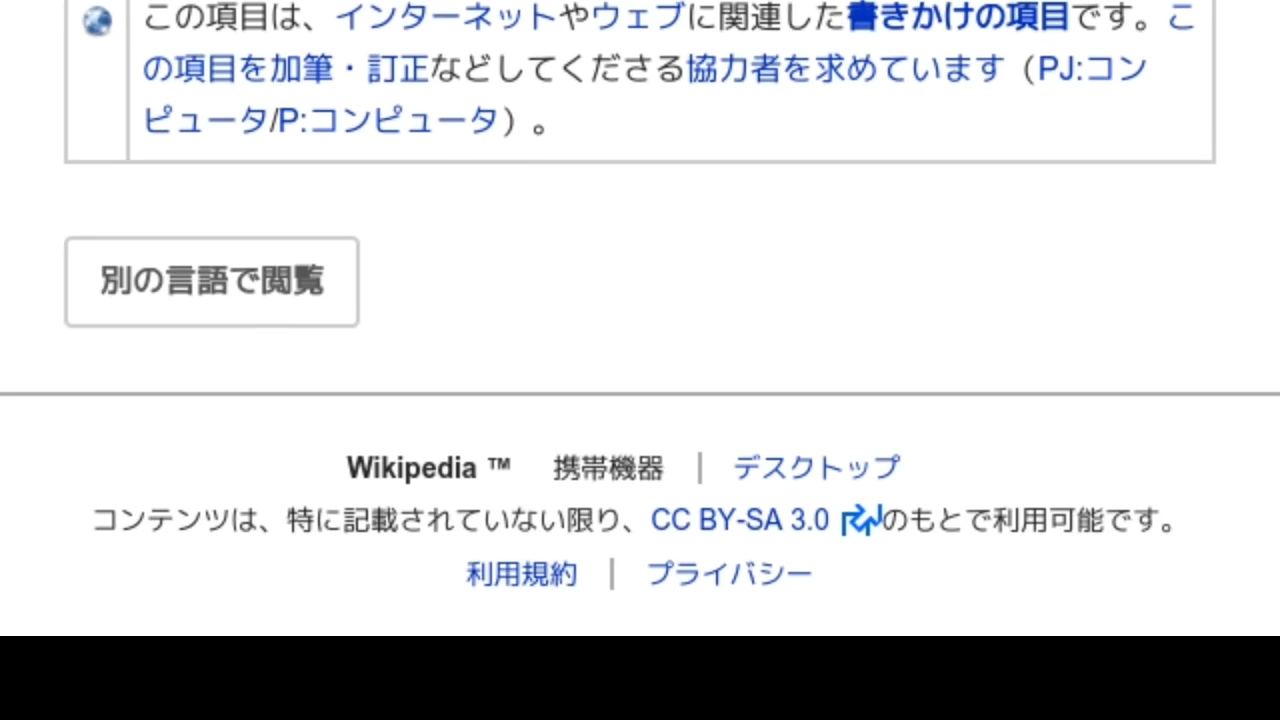 この項目は、インターネットやウェブに関連した書きかけの項目です。こ
の項目を加筆・訂正などしてくださる協力者を求めています（PJ:コン
ピュータ/P:コンピュータ）。
別の言語で閲覧
Wikipedia ™ 携帯機器 | デスクトップ
コンテンツは、特に記載されていない限り、CC BY-SA 3.0 のもとで利用可能です。
利用規約 | プライバシー